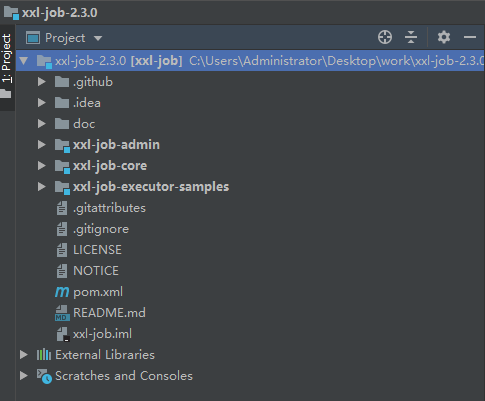 xxl-job-2.3.0
1: Project
Project
xxl-job-2.3.0 [xxl-job] C:\Users\Administrator\Desktop\work\xxl-job-2.3.0
.github
.idea
doc
xxl-job-admin
xxl-job-core
xxl-job-executor-samples
.gitattributes
.gitignore
LICENSE
NOTICE
m pom.xml
MD README.md
xxl-job.iml
External Libraries
Scratches and Consoles